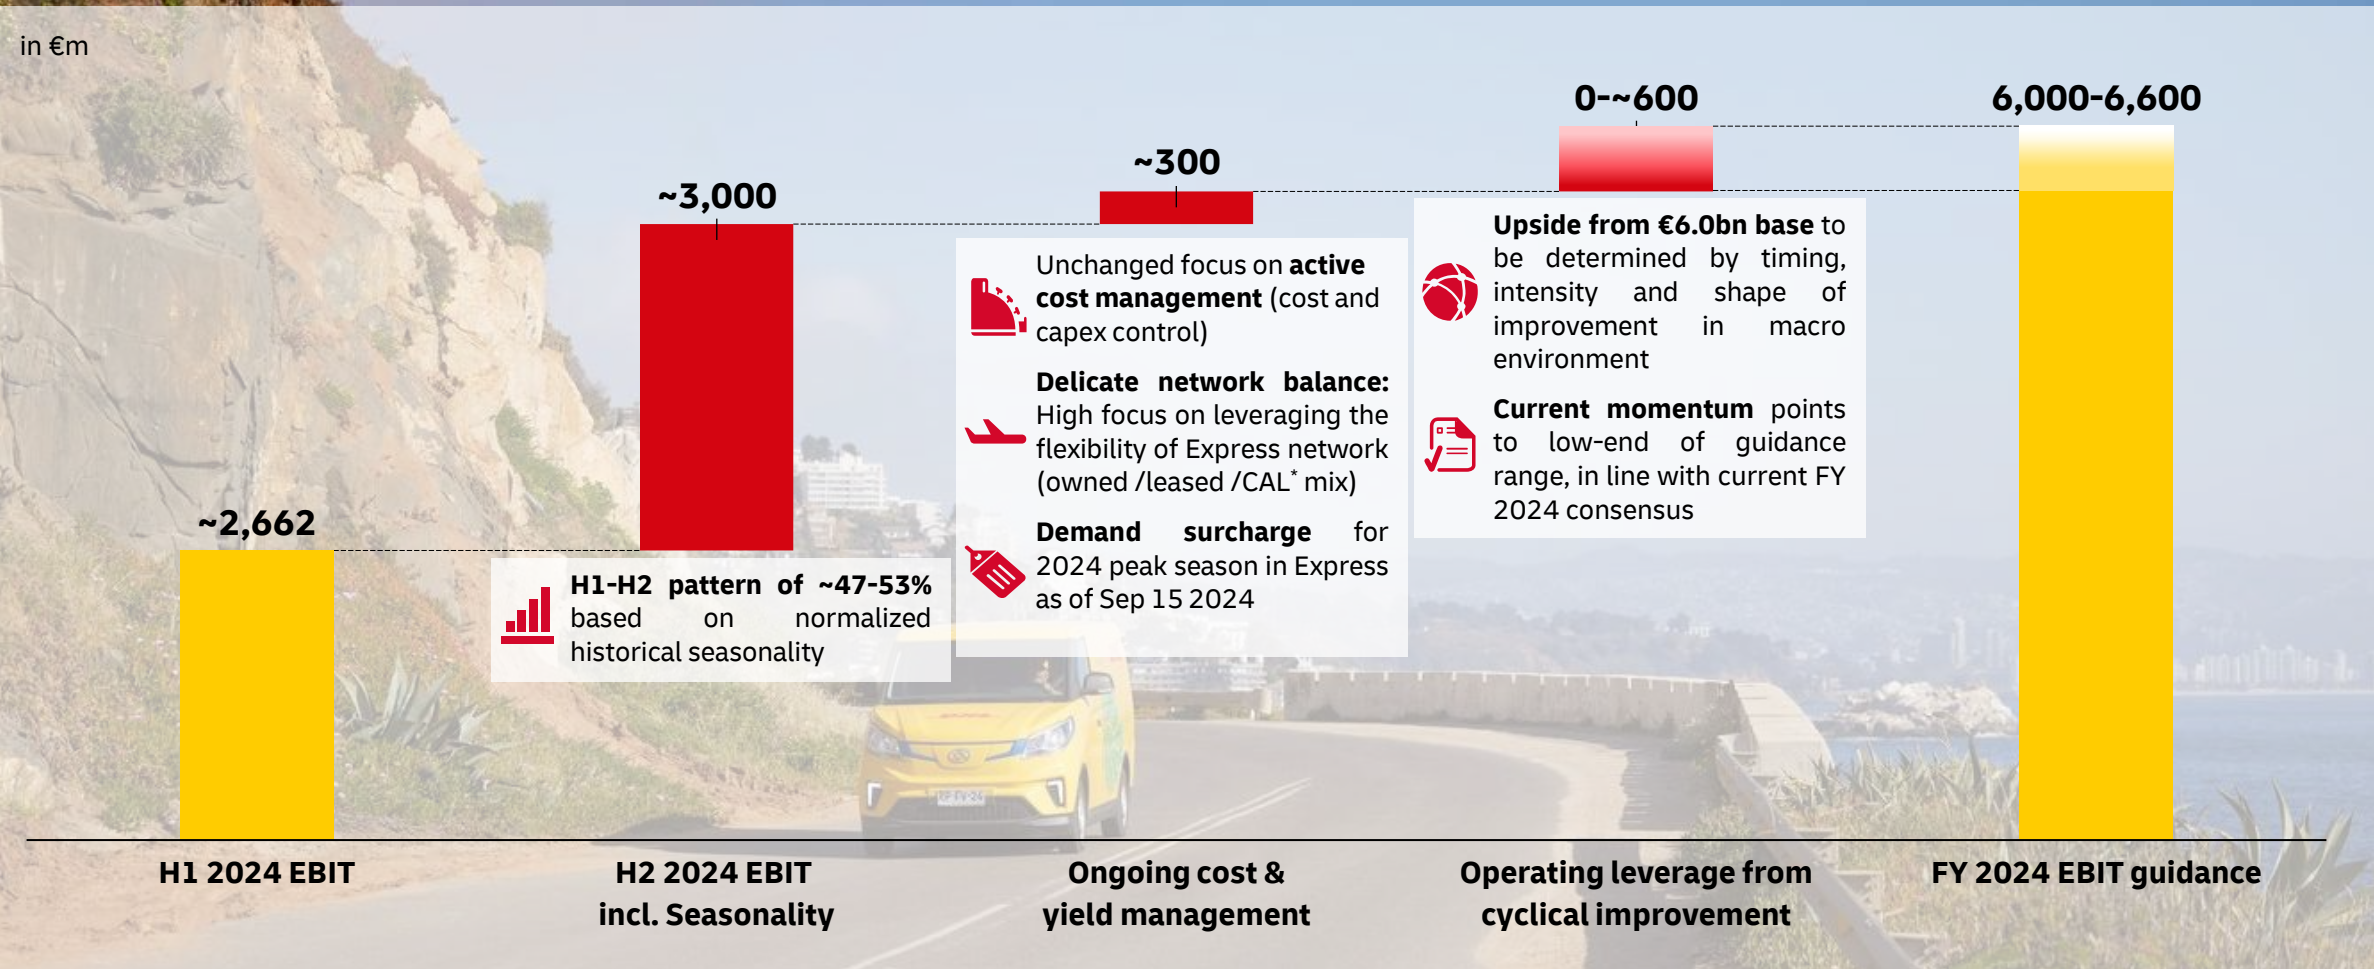 in €m
~2,662
~3,000
~300
0-~600
6,000-6,600
H1-H2 pattern of ~47-53%
based on normalized
historical seasonality
Unchanged focus on active
cost management (cost and
capex control)
Delicate network balance:
High focus on leveraging the
flexibility of Express network
(owned /leased /CAL* mix)
Demand surcharge for
2024 peak season in Express
as of Sep 15 2024
Upside from €6.0bn base to
be determined by timing,
intensity and shape of
improvement in macro
environment
Current momentum points
to low-end of guidance
range, in line with current FY
2024 consensus
H1 2024 EBIT
H2 2024 EBIT
incl. Seasonality
Ongoing cost &
yield management
Operating leverage from
cyclical improvement
FY 2024 EBIT guidance